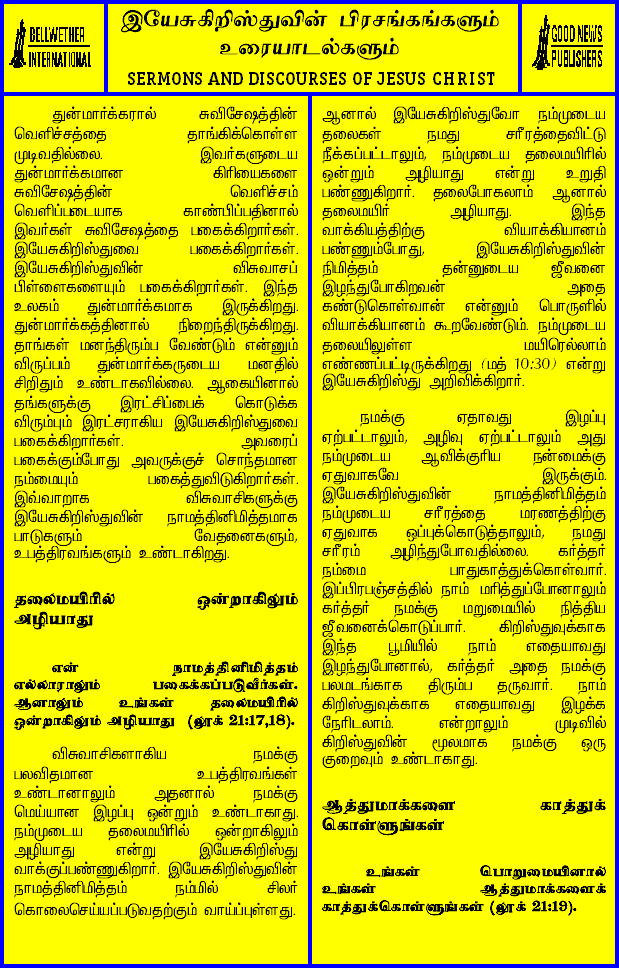 BELLWETHER
INTERNATIONAL
இயேசுகிறிஸ்துவின் பிரசங்கங்களும்
உரையாடல்களும்
SERMONS AND DISCOURSES OF JESUS CHRIST
GOOD NEWS
PUBLISHERS
துன்மார்க்கரால் சுவிசேஷத்தின்
வெளிச்சத்தை தாங்கிக்கொள்ள
முடிவதில்லை. இவர்களுடைய
துன்மார்க்கமான கிரியைகளை
சுவிசேஷத்தின் வெளிச்சம்
வெளிப்படையாக காண்பிப்பதினால்
இவர்கள் சுவிசேஷத்தை பகைக்கிறார்கள்.
இயேசுகிறிஸ்துவை பகைக்கிறார்கள்.
இயேசுகிறிஸ்துவின் விசுவாசப்
பிள்ளைகளையும் பகைக்கிறார்கள். இந்த
உலகம் துன்மார்க்கமாக இருக்கிறது.
துன்மார்க்கத்தினால் நிறைந்திருக்கிறது.
தாங்கள் மனந்திரும்ப வேண்டும் என்னும்
விருப்பம் துன்மார்க்கருடைய மனதில்
சிறிதும் உண்டாகவில்லை. ஆகையினால்
தங்களுக்கு இரட்சிப்பைக் கொடுக்க
விரும்பும் இரட்சராகிய இயேசுகிறிஸ்துவை
பகைக்கிறார்கள். அவரைப்
பகைக்கும்போது அவருக்குச் சொந்தமான
நம்மையும் பகைத்துவிடுகிறார்கள்.
இவ்வாறாக விசுவாசிகளுக்கு
இயேசுகிறிஸ்துவின் நாமத்தினிமித்தமாக
பாடுகளும் வேதனைகளும்,
உபத்திரவங்களும் உண்டாகிறது.
தலைமயிரில் ஒன்றாகிலும்
அழியாது
என் நாமத்தினிமித்தம்
எல்லாராலும் பகைக்கப்படுவீர்கள்.
ஆனாலும் உங்கள் தலைமயிரில்
ஒன்றாகிலும் அழியாது (லூக் 21:17,18).
விசுவாசிகளாகிய நமக்கு
பலவிதமான உபத்திரவங்கள்
உண்டானாலும் அதனால் நமக்கு
மெய்யான இழப்பு ஒன்றும் உண்டாகாது.
நம்முடைய தலைமயிரில் ஒன்றாகிலும்
அழியாது என்று இயேசுகிறிஸ்து
வாக்குப்பண்ணுகிறார். இயேசுகிறிஸ்துவின்
நாமத்தினிமித்தம் நம்மில் சிலர்
கொலைசெய்யப்படுவதற்கும் வாய்ப்புள்ளது.
ஆனால் இயேசுகிறிஸ்துவோ நம்முடைய
தலைகள் நமது சரீரத்தைவிட்டு
நீக்கப்பட்டாலும், நம்முடைய தலைமயிரில்
ஒன்றும் அழியாது என்று உறுதி
பண்ணுகிறார். தலைபோகலாம் ஆனால்
தலைமயிர் அழியாது. இந்த
வாக்கியத்திற்கு வியாக்கியானம்
பண்ணும்போது, இயேசுகிறிஸ்துவின்
நிமித்தம் தன்னுடைய ஜீவனை
இழந்துபோகிறவன் அதை
கண்டுகொள்வான் என்னும் பொருளில்
வியாக்கியானம் கூறவேண்டும். நம்முடைய
தலையிலுள்ள மயிரெல்லாம்
எண்ணப்பட்டிருக்கிறது (மத் 10:30) என்று
இயேசுகிறிஸ்து அறிவிக்கிறார்.
நமக்கு ஏதாவது இழப்பு
ஏற்பட்டாலும், அழிவு ஏற்பட்டாலும் அது
நம்முடைய ஆவிக்குரிய நன்மைக்கு
ஏதுவாகவே இருக்கும்.
இயேசுகிறிஸ்துவின் நாமத்தினிமித்தம்
நம்முடைய சரீரத்தை மரணத்திற்கு
ஏதுவாக ஒப்புக்கொடுத்தாலும், நமது
சரீரம் அழிந்துபோவதில்லை. கர்த்தர்
நம்மை பாதுகாத்துக்கொள்வார்.
இப்பிரபஞ்சத்தில் நாம் மரித்துப்போனாலும்
கர்த்தர் நமக்கு மறுமையில் நித்திய
ஜீவனைக்கொடுப்பார். கிறிஸ்துவுக்காக
இந்த பூமியில் நாம் எதையாவது
இழந்துபோனால், கர்த்தர் அதை நமக்கு
பலமடங்காக திரும்ப தருவார். நாம்
கிறிஸ்துவுக்காக எதையாவது இழக்க
நேரிடலாம். என்றாலும் முடிவில்
கிறிஸ்துவின் மூலமாக நமக்கு ஒரு
குறைவும் உண்டாகாது.
ஆத்துமாக்களை காத்துக்
கொள்ளுங்கள்
உங்கள் பொறுமையினால்
உங்கள் ஆத்துமாக்களைக்
காத்துக்கொள்ளுங்கள் (லூக் 21:19).